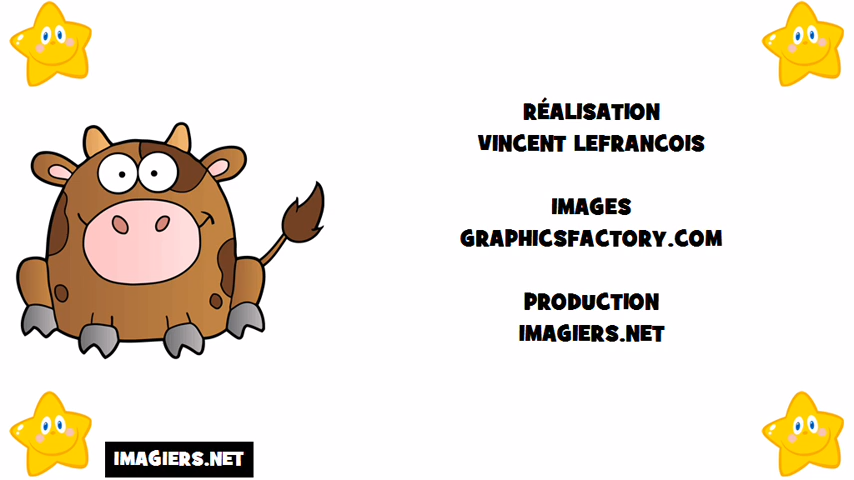 RÉALISATION
VINCENT LEFRANCOIS
IMAGES
GRAPHICSFACTORY.COM
PRODUCTION
IMAGIERS.NET
IMAGIERS.NET